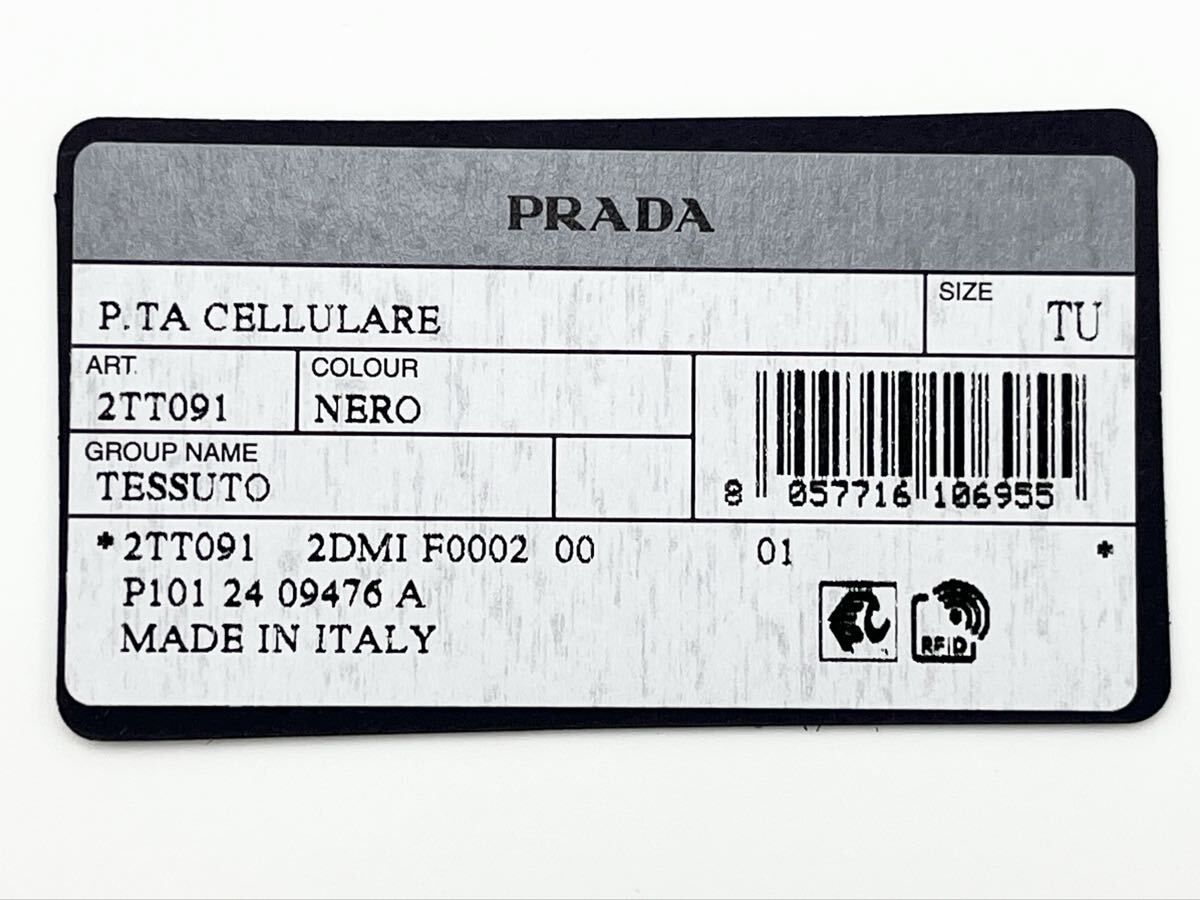 PRADA
P.TA CELLULARE
SIZE TU
ART. COLOUR
2TT091 NERO
GROUP NAME
TESSUTO
8 057716 106955
*2TT091 2DMI F0002 00 01 *
P101 24 09476 A
MADE IN ITALY
RFID